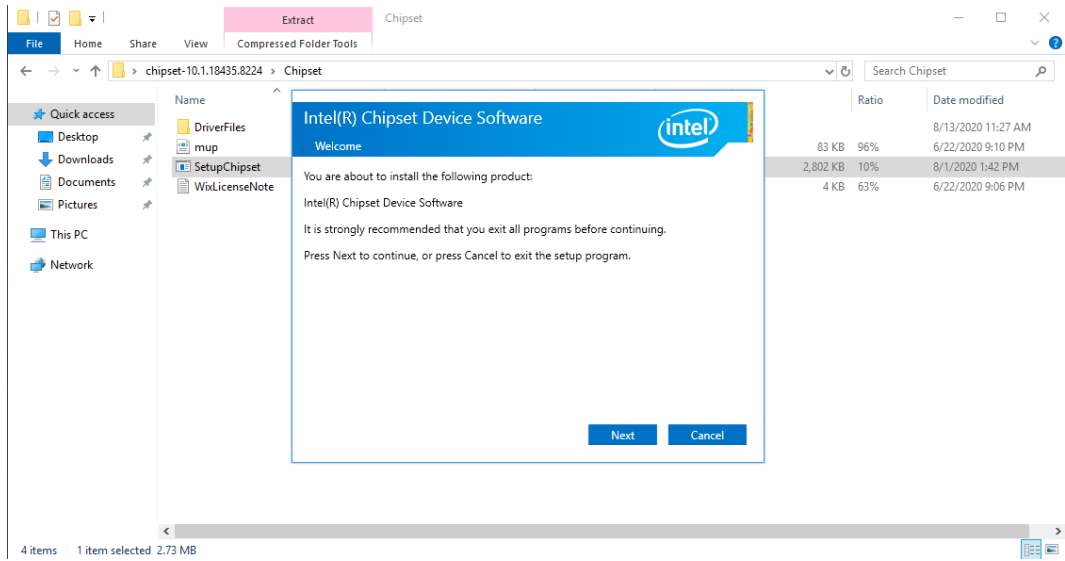 Extract
Chipset
File
Home
Share
View
Compressed Folder Tools
chipset-10.1.18435.8224 > Chipset
Search Chipset
Name
Ratio
Date modified
Quick access
Desktop
Downloads
Documents
Pictures
This PC
Network
DriverFiles 8/13/2020 11:27 AM
mup 83 KB 96% 6/22/2020 9:10 PM
SetupChipset 2,802 KB 10% 8/1/2020 1:42 PM
WixLicenseNote 4 KB 63% 6/22/2020 9:06 PM
Intel(R) Chipset Device Software
Welcome
intel
You are about to install the following product:
Intel(R) Chipset Device Software
It is strongly recommended that you exit all programs before continuing.
Press Next to continue, or press Cancel to exit the setup program.
Next
Cancel
4 items 1 item selected 2.73 MB